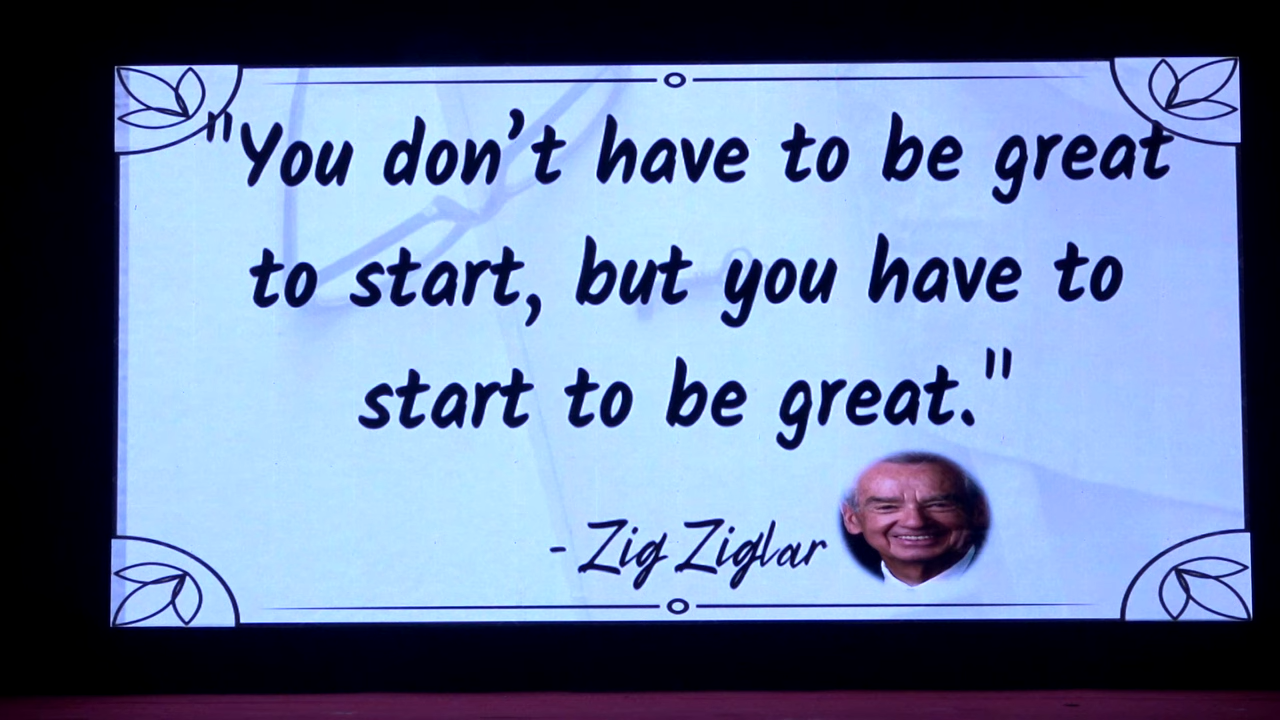 "You don't have to be great
to start, but you have to
start to be great."
- Zig Ziglar